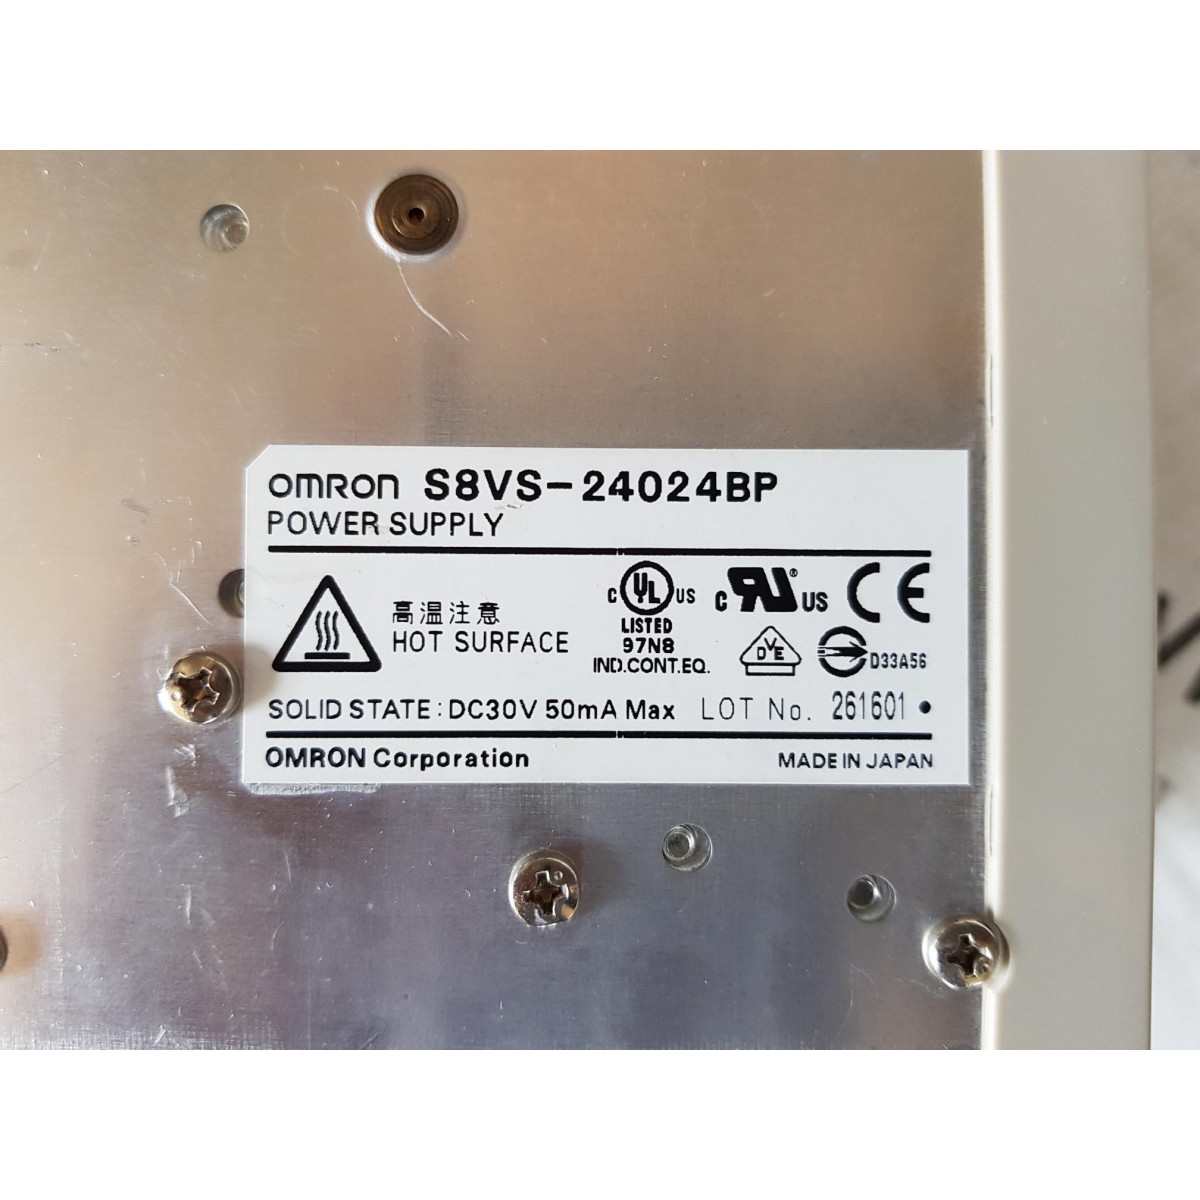 OMRON S8VS-24024BP
POWER SUPPLY
高温注意
HOT SURFACE
C UL US
LISTED
97N8
IND.CONT.EQ.
C RU ® US
CE
DVE
D33A56
SOLID STATE : DC30V 50mA Max LOT No. 261601 •
OMRON Corporation MADE IN JAPAN